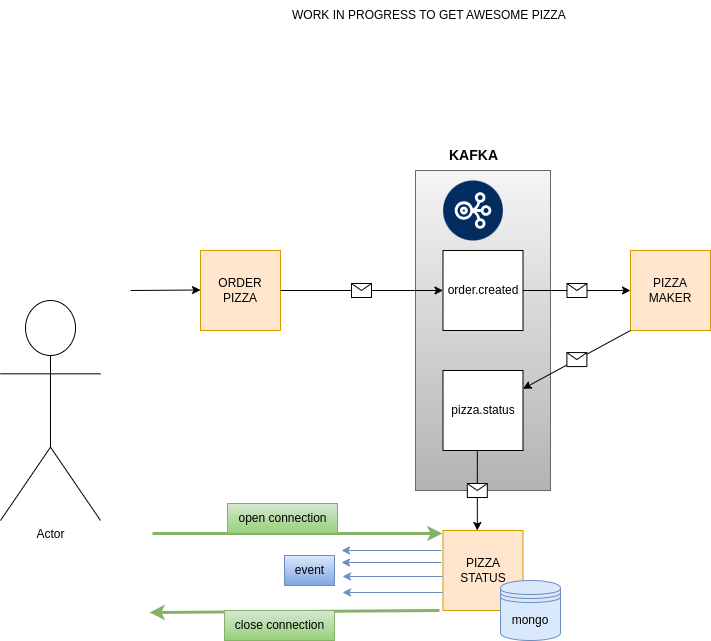 WORK IN PROGRESS TO GET AWESOME PIZZA
KAFKA
ORDER
PIZZA
order.created
PIZZA
MAKER
pizza.status
Actor
open connection
event
PIZZA
STATUS
mongo
close connection